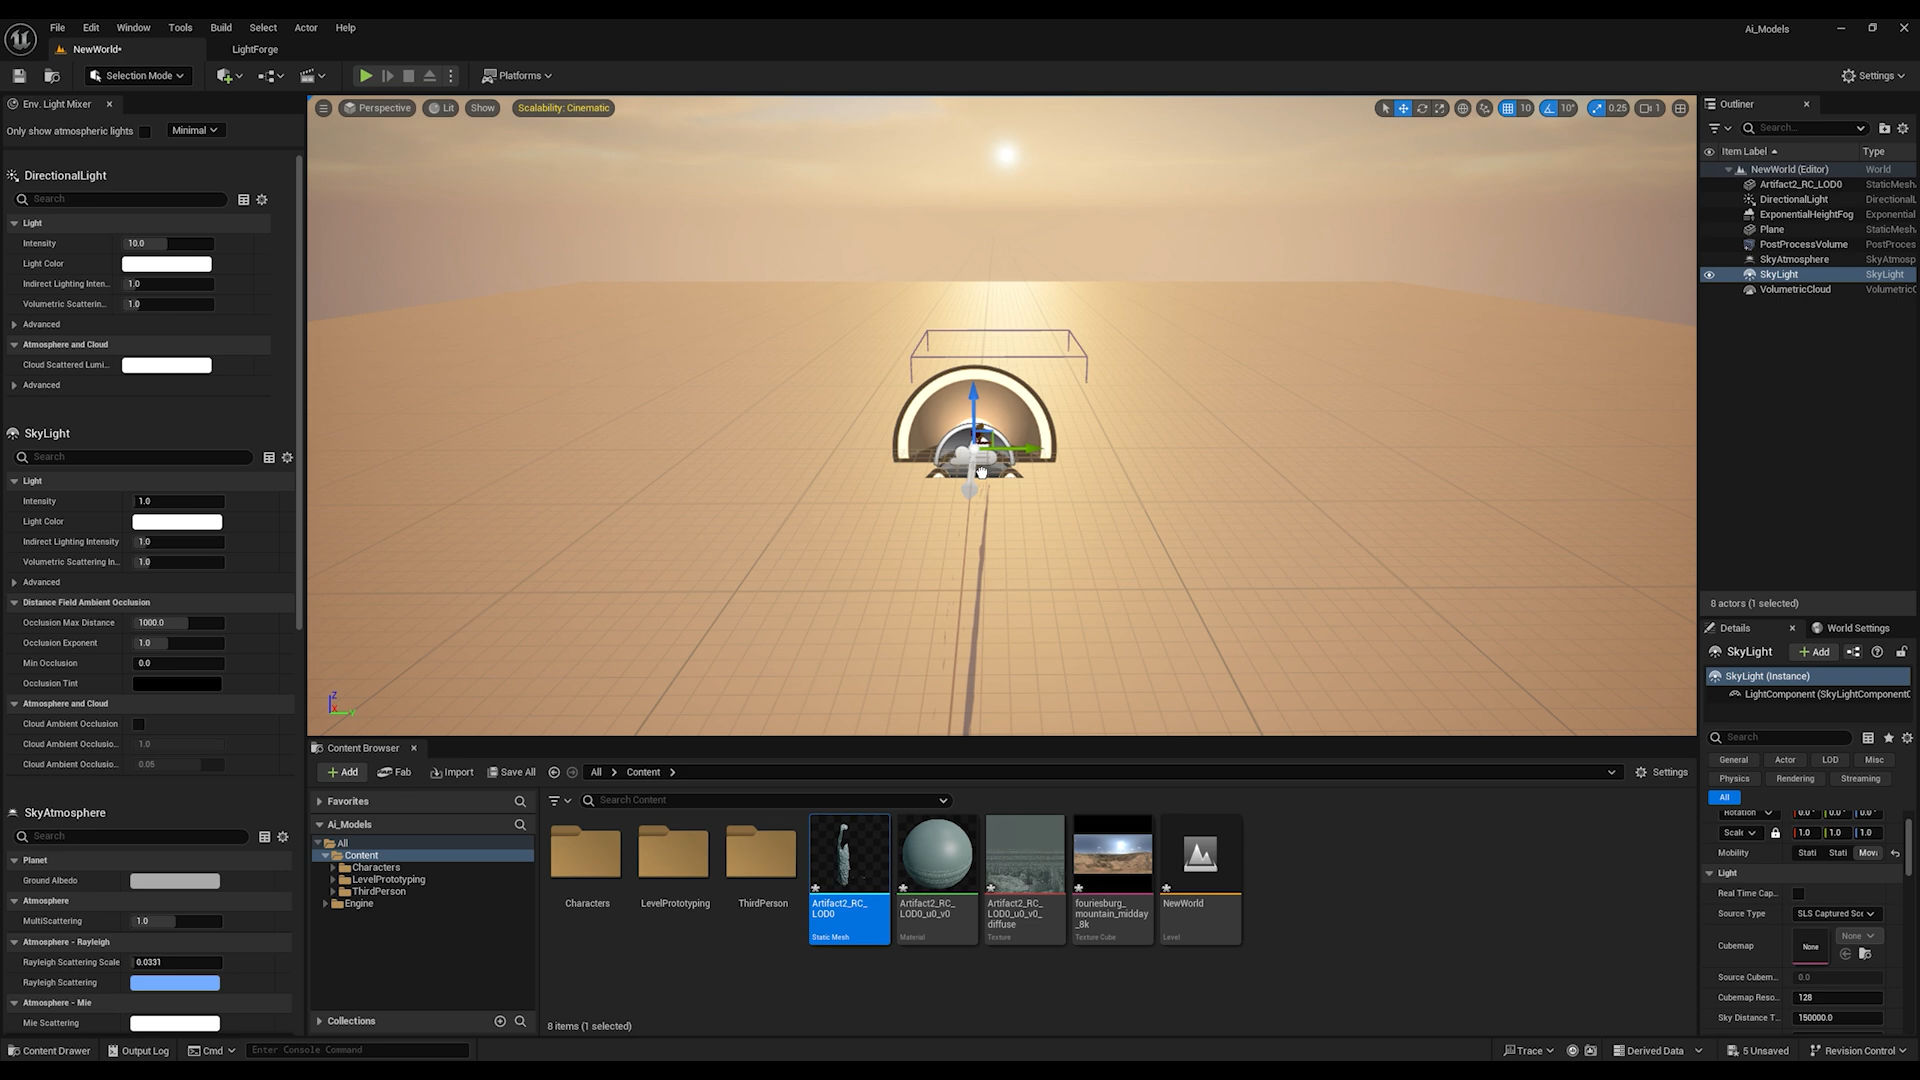 File Edit Window Tools Build Select Actor Help
Ai_Models
NewWorld•
LightForge
Selection Mode
Platforms
Settings
Env. Light Mixer
Only show atmospheric lights
Minimal
DirectionalLight
Search
Light
Intensity 10.0
Light Color
Indirect Lighting Inten... 1.0
Volumetric Scatterin... 1.0
Advanced
Atmosphere and Cloud
Cloud Scattered Lumi...
Advanced
SkyLight
Search
Light
Intensity 1.0
Light Color
Indirect Lighting Intensity 1.0
Volumetric Scattering In... 1.0
Advanced
Distance Field Ambient Occlusion
Occlusion Max Distance 1000.0
Occlusion Exponent 1.0
Min Occlusion 0.0
Occlusion Tint
Atmosphere and Cloud
Cloud Ambient Occlusion
Cloud Ambient Occlusio... 1.0
Cloud Ambient Occlusio... 0.05
SkyAtmosphere
Search
Planet
Ground Albedo
Atmosphere
MultiScattering 1.0
Atmosphere - Rayleigh
Rayleigh Scattering Scale 0.0331
Rayleigh Scattering
Atmosphere - Mie
Mie Scattering
Perspective Lit Show Scalability: Cinematic
10 10° 0.25 1
Z
X Y
Content Browser
Add Fab Import Save All All Content Settings
Favorites
Ai_Models
All
Content
Characters
LevelPrototyping
ThirdPerson
Engine
Collections
Search Content
Characters
LevelPrototyping
ThirdPerson
Artifact2_RC_
LOD0
Static Mesh
Artifact2_RC_
LOD0_u0_v0
Material
Artifact2_RC_
LOD0_u0_v0_
diffuse
Texture
fouriesburg_
mountain_midday
_8k
Texture Cube
NewWorld
Level
8 items (1 selected)
Outliner
Search...
Item Label Type
NewWorld (Editor) World
Artifact2_RC_LOD0 StaticMesh
DirectionalLight DirectionalL
ExponentialHeightFog Exponential
Plane StaticMesh
PostProcessVolume PostProces
SkyAtmosphere SkyAtmosp
SkyLight SkyLight
VolumetricCloud VolumetricC
8 actors (1 selected)
Details World Settings
SkyLight Add
SkyLight (Instance)
LightComponent (SkyLightComponent0
Search
General Actor LOD Misc
Physics Rendering Streaming
All
Rotation 0.0° 0.0° 0.0°
Scale 1.0 1.0 1.0
Mobility Stati Stati Mova
Light
Real Time Cap...
Source Type SLS Captured Sce
Cubemap None None
Source Cubem... 0.0
Cubemap Reso... 128
Sky Distance T... 150000.0
Content Drawer Output Log Cmd Enter Console Command
Trace Derived Data 5 Unsaved Revision Control